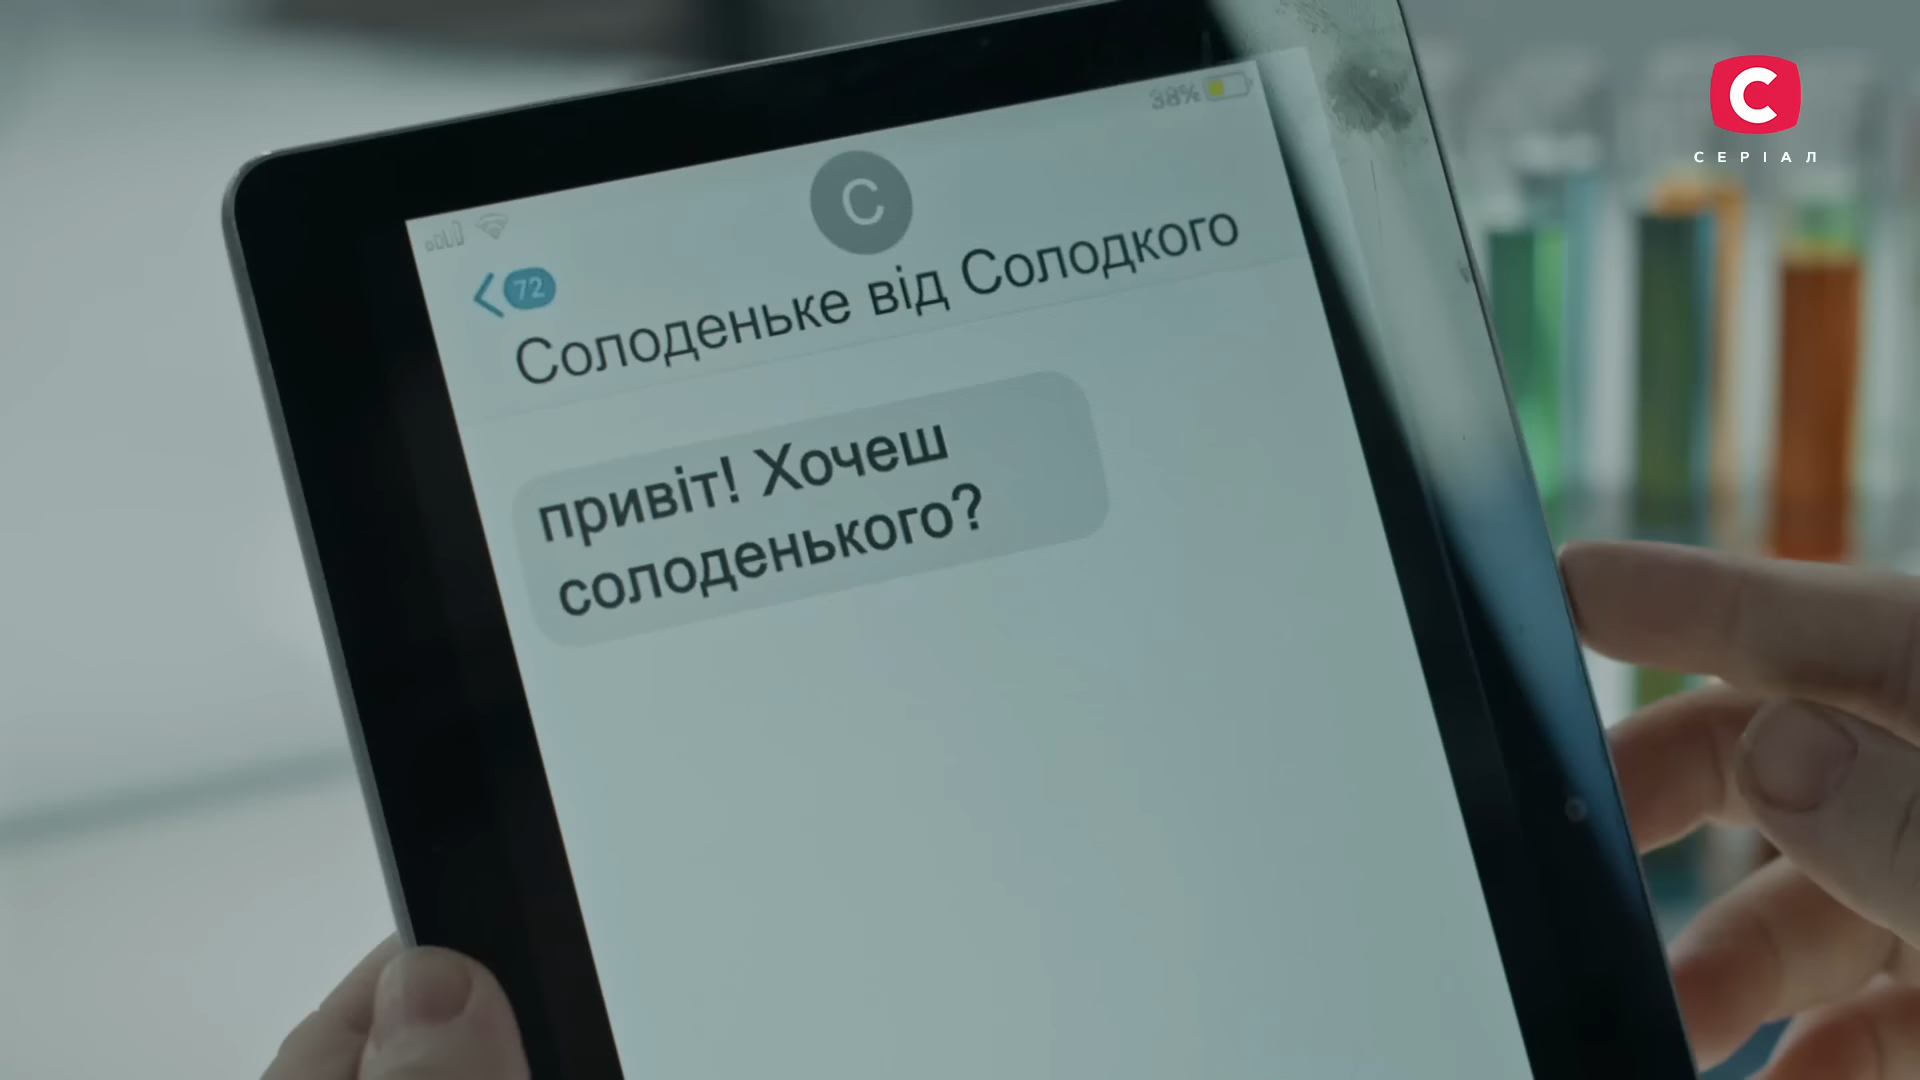 С
СЕРІАЛ
38%
С
72
Солоденьке від Солодкого
привіт! Хочеш
солоденького?